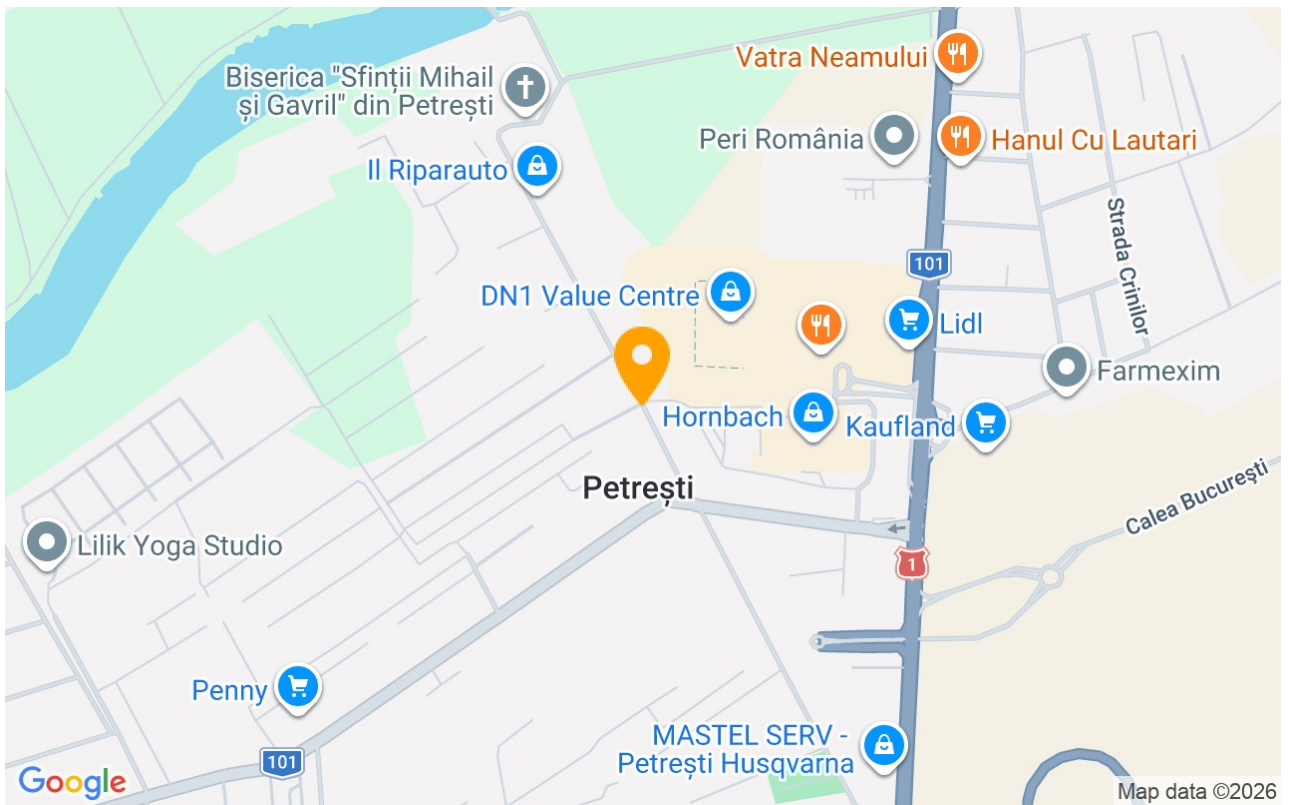 Vatra Neamului
Biserica "Sfinții Mihail
și Gavril" din Petrești
Peri România
Hanul Cu Lautari
Il Riparauto
Strada Crinilor
101
DN1 Value Centre
Lidl
Farmexim
Hornbach
Kaufland
Petrești
Calea București
Lilik Yoga Studio
1
Penny
MASTEL SERV -
Petrești Husqvarna
101
Google
Map data ©2026